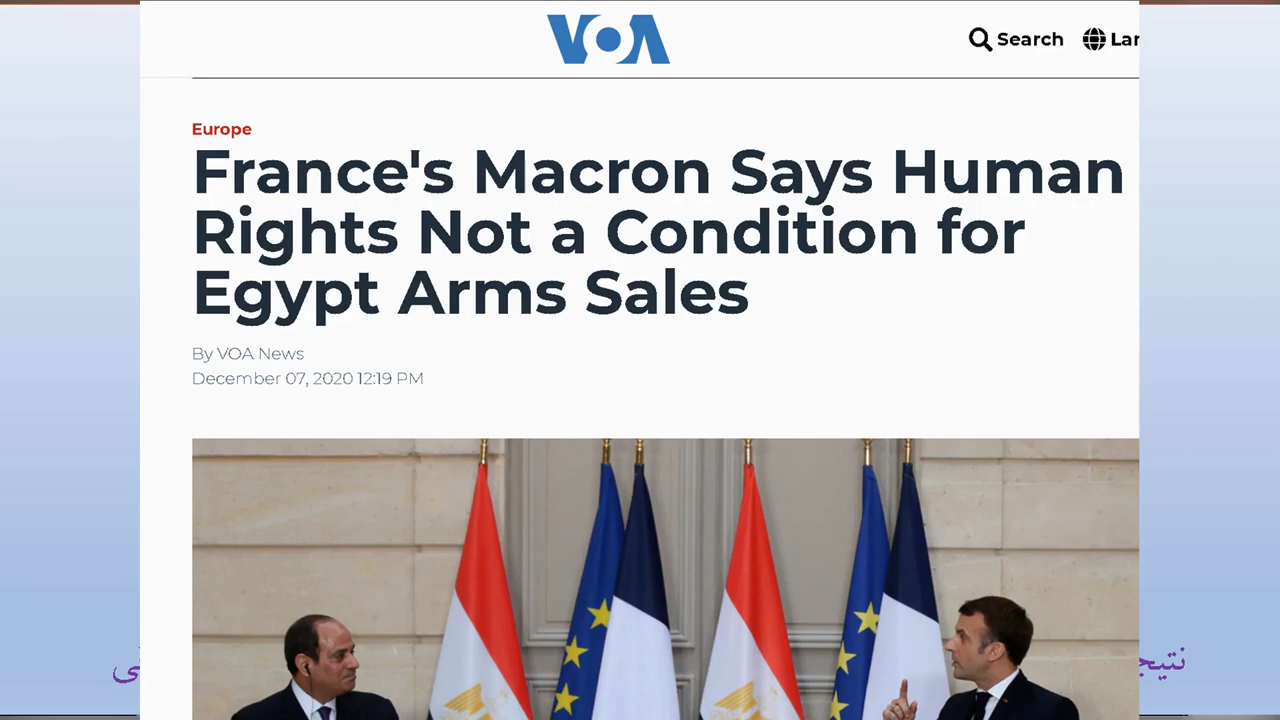 VOA
Search
Lar
Europe
France's Macron Says Human
Rights Not a Condition for
Egypt Arms Sales
By VOA News
December 07, 2020 12:19 PM